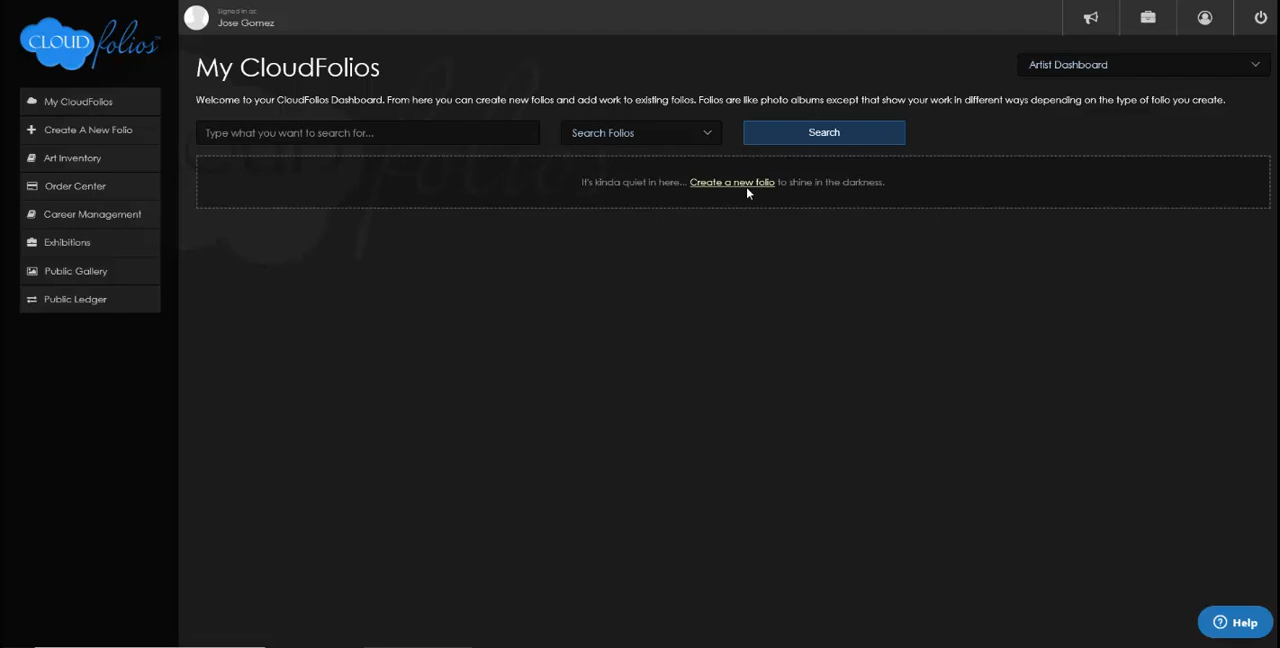 CLOUDfolios™
Signed in as:
Jose Gomez
My CloudFolios
Create A New Folio
Art Inventory
Order Center
Career Management
Exhibitions
Public Gallery
Public Ledger
My CloudFolios
Artist Dashboard
Welcome to your CloudFolios Dashboard. From here you can create new folios and add work to existing folios. Folios are like photo albums except that show your work in different ways depending on the type of folio you create.
Type what you want to search for...
Search Folios
Search
It's kinda quiet in here... Create a new folio to shine in the darkness.
Help